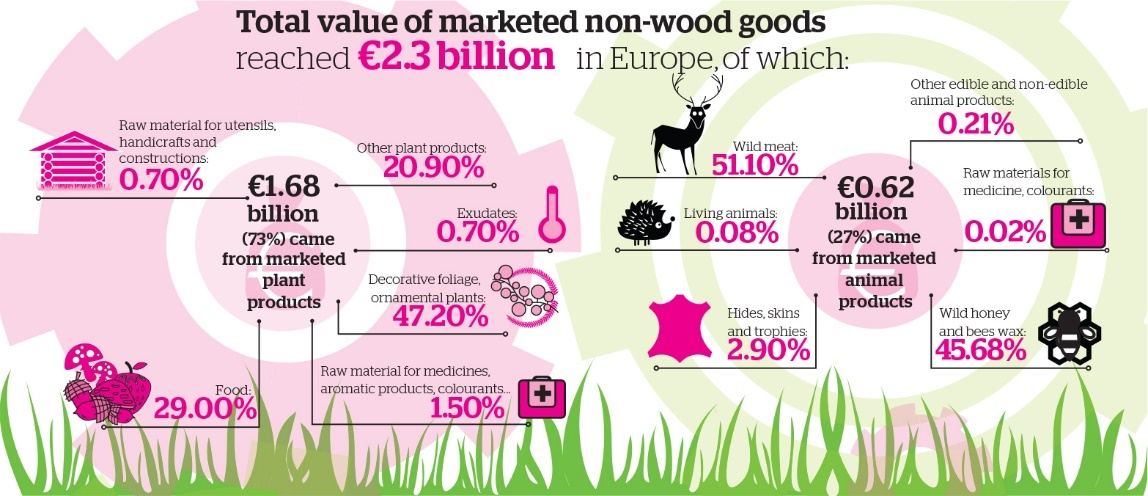 Total value of marketed non-wood goods
reached €2.3 billion in Europe, of which:
Raw material for utensils,
handicrafts and
constructions:
0.70%
€1.68
billion
(73%) came
from marketed
plant
products
Other plant products:
20.90%
Exudates:
0.70%
Decorative foliage,
ornamental plants:
47.20%
Food:
29.00%
Raw material for medicines,
aromatic products, colourants...
1.50%
Wild meat:
51.10%
Living animals:
0.08%
Hides, skins
and trophies:
2.90%
€0.62
billion
(27%) came
from marketed
animal
products
Other edible and non-edible
animal products:
0.21%
Raw materials for
medicine, colourants:
0.02%
Wild honey
and bees wax:
45.68%